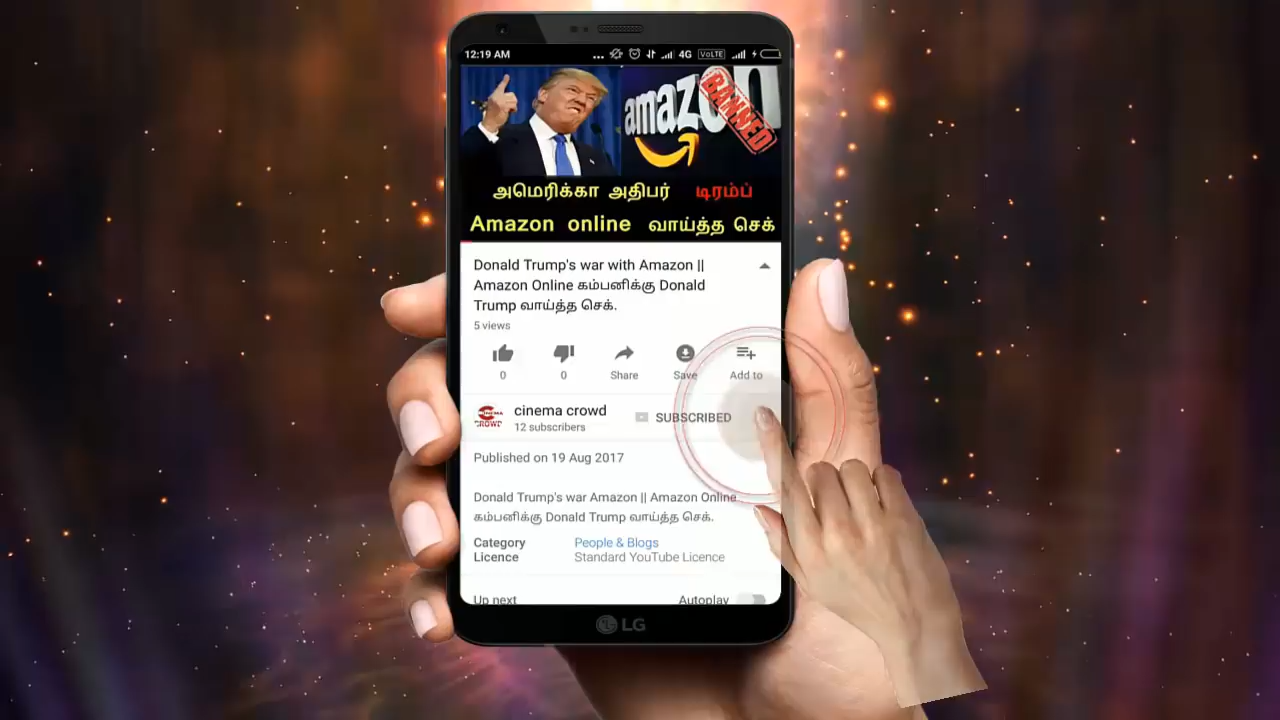 12:19 AM
4G VoLTE
amazon
BANNED
அமெரிக்கா அதிபர் டிரம்ப்
Amazon online வாய்த்த செக்
Donald Trump's war with Amazon ||
Amazon Online கம்பனிக்கு Donald
Trump வாய்த்த செக்.
5 views
0 0 Share Save Add to
CINEMA
CROWD
cinema crowd
SUBSCRIBED
12 subscribers
Published on 19 Aug 2017
Donald Trump's war Amazon || Amazon Online
கம்பனிக்கு Donald Trump வாய்த்த செக்.
Category People & Blogs
Licence Standard YouTube Licence
Up next Autoplay
LG